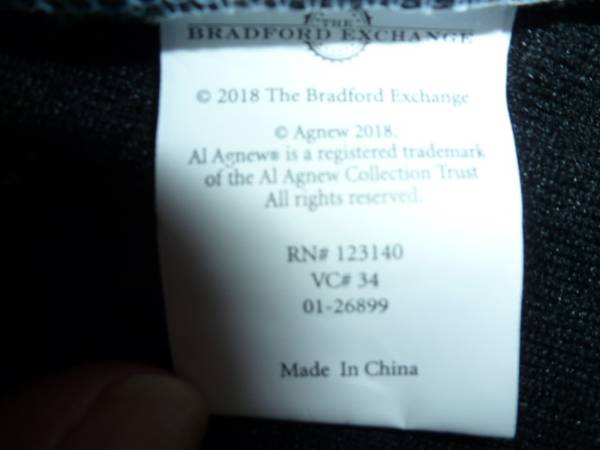 THE
BRADFORD EXCHANGE
© 2018 The Bradford Exchange
© Agnew 2018.
Al Agnew® is a registered trademark
of the Al Agnew Collection Trust
All rights reserved.
RN# 123140
VC# 34
01-26899
Made In China